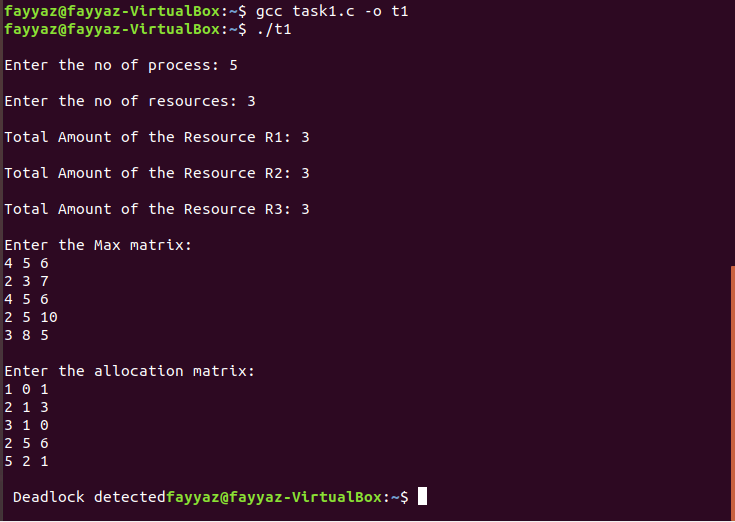 fayyaz@fayyaz-VirtualBox:~$ gcc task1.c -o t1
fayyaz@fayyaz-VirtualBox:~$ ./t1
Enter the no of process: 5
Enter the no of resources: 3
Total Amount of the Resource R1: 3
Total Amount of the Resource R2: 3
Total Amount of the Resource R3: 3
Enter the Max matrix:
4 5 6
2 3 7
4 5 6
2 5 10
3 8 5
Enter the allocation matrix:
1 0 1
2 1 3
3 1 0
2 5 6
5 2 1
Deadlock detectedfayyaz@fayyaz-VirtualBox:~$